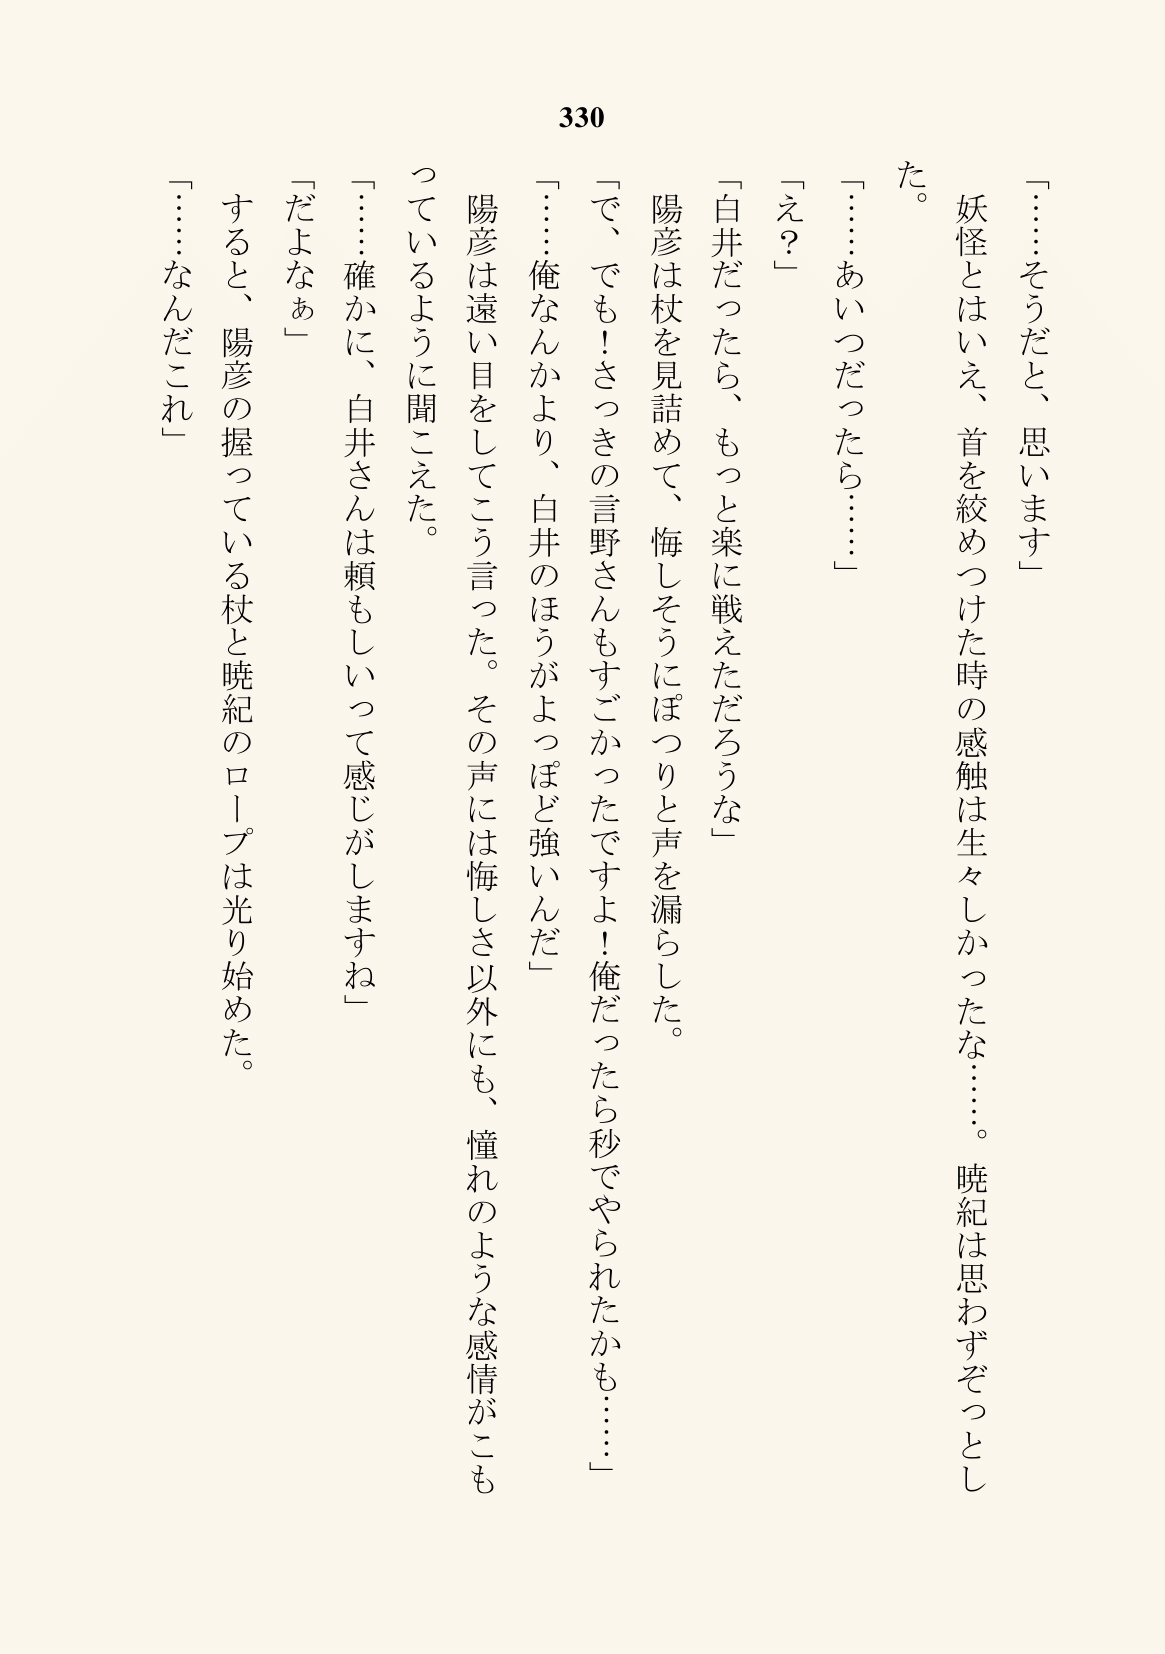 330
「……そうだと、思います」
妖怪とはいえ、首を絞めつけた時の感触は生々しかったな……。暁紀は思わずぞっとし
た。
「……あいつだったら……」
「え？」
「白井だったら、もっと楽に戦えただろうな」
陽彦は杖を見詰めて、悔しそうにぽつりと声を漏らした。
「で、でも！さっきの言野さんもすごかったですよ！俺だったら秒でやられたかも……」
「……俺なんかより、白井のほうがよっぽど強いんだ」
陽彦は遠い目をしてこう言った。その声には悔しさ以外にも、憧れのような感情がこも
っているように聞こえた。
「……確かに、白井さんは頼もしいって感じがしますね」
「だよなぁ」
すると、陽彦の握っている杖と暁紀のロープは光り始めた。
「……なんだこれ」